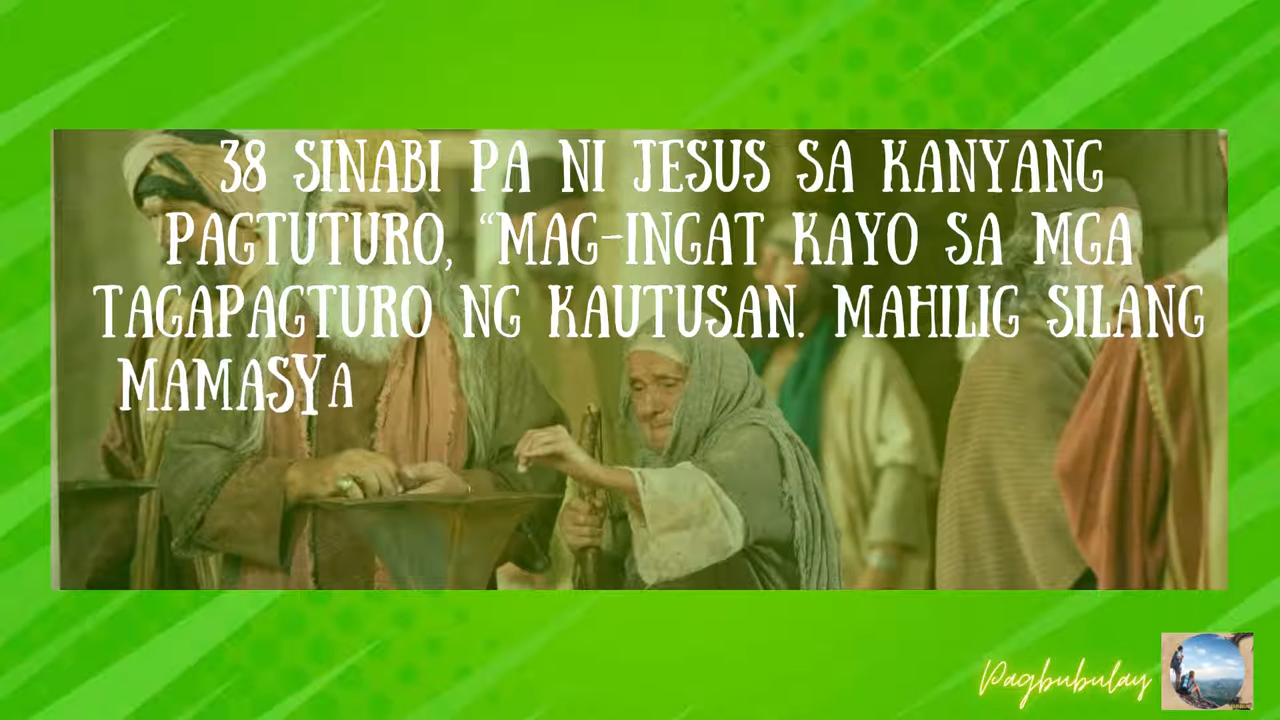 38 SINABI PA NI JESUS SA KANYANG
PAGTUTURO, “MAG-INGAT KAYO SA MGA
TAGAPAGTURO NG KAUTUSAN. MAHILIG SILANG
MAMASYA
Pagbubulay